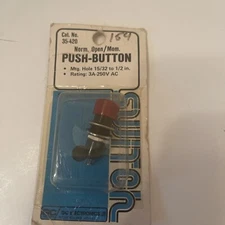 Cat. No.
35-420
154
Norm. Open/Mom.
PUSH-BUTTON
• Mtg. Hole 15/32 to 1/2 in.
• Rating: 3A-250V AC